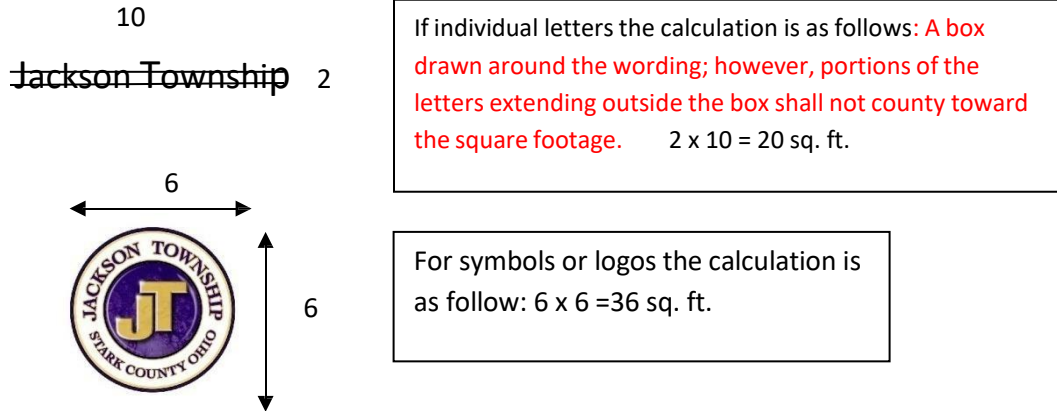 10
Jackson Township 2
If individual letters the calculation is as follows: A box
drawn around the wording; however, portions of the
letters extending outside the box shall not county toward
the square footage. 2 x 10 = 20 sq. ft.
6
JACKSON TOWNSHIP
JT
STARK COUNTY OHIO
6
For symbols or logos the calculation is
as follow: 6 x 6 =36 sq. ft.